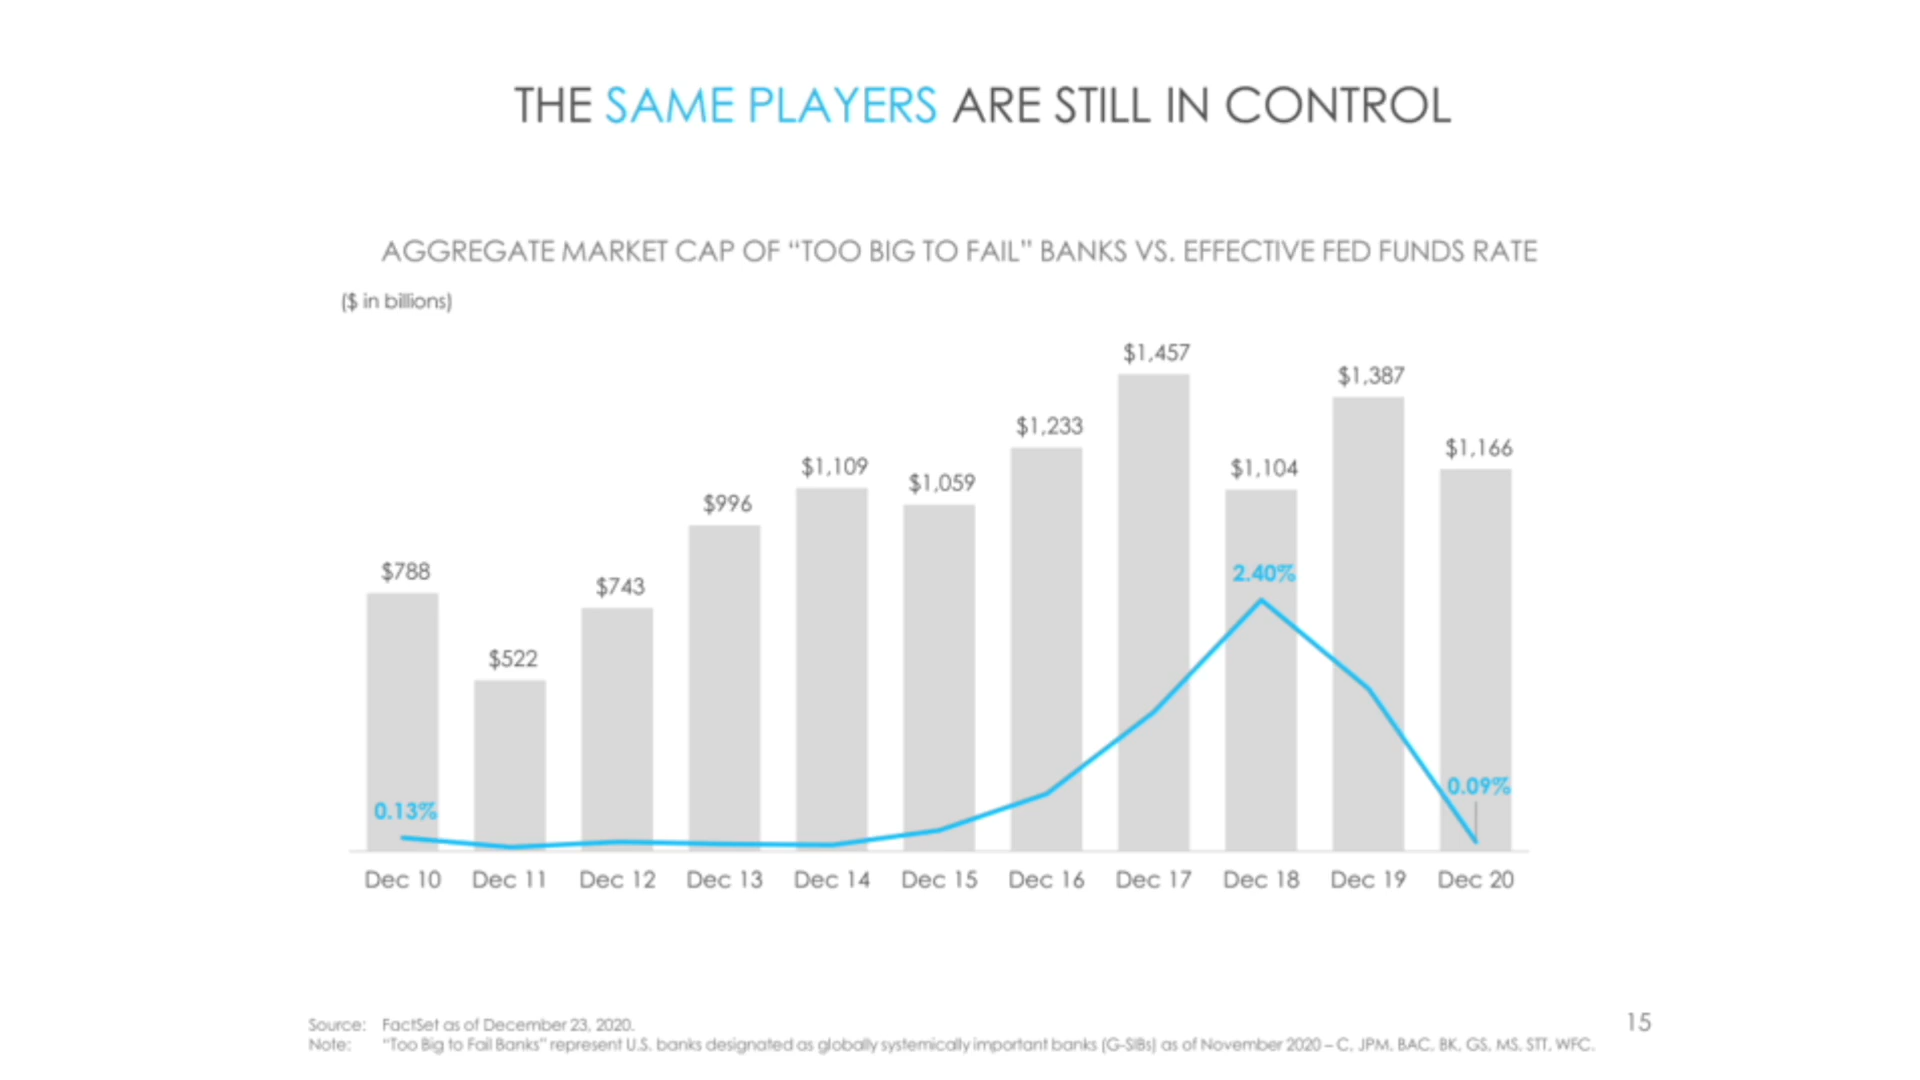 THE SAME PLAYERS ARE STILL IN CONTROL
AGGREGATE MARKET CAP OF “TOO BIG TO FAIL” BANKS VS. EFFECTIVE FED FUNDS RATE
($ in billions)
$788
$522
$743
$996
$1,109
$1,059
$1,233
$1,457
$1,104
$1,387
$1,166
0.13%
2.40%
0.09%
Dec 10 Dec 11 Dec 12 Dec 13 Dec 14 Dec 15 Dec 16 Dec 17 Dec 18 Dec 19 Dec 20
Source: FactSet as of December 23, 2020.
Note: “Too Big to Fail Banks” represent U.S. banks designated as globally systemically important banks (G-SIBs) as of November 2020 – C, JPM, BAC, BK, GS, MS, STT, WFC.
15